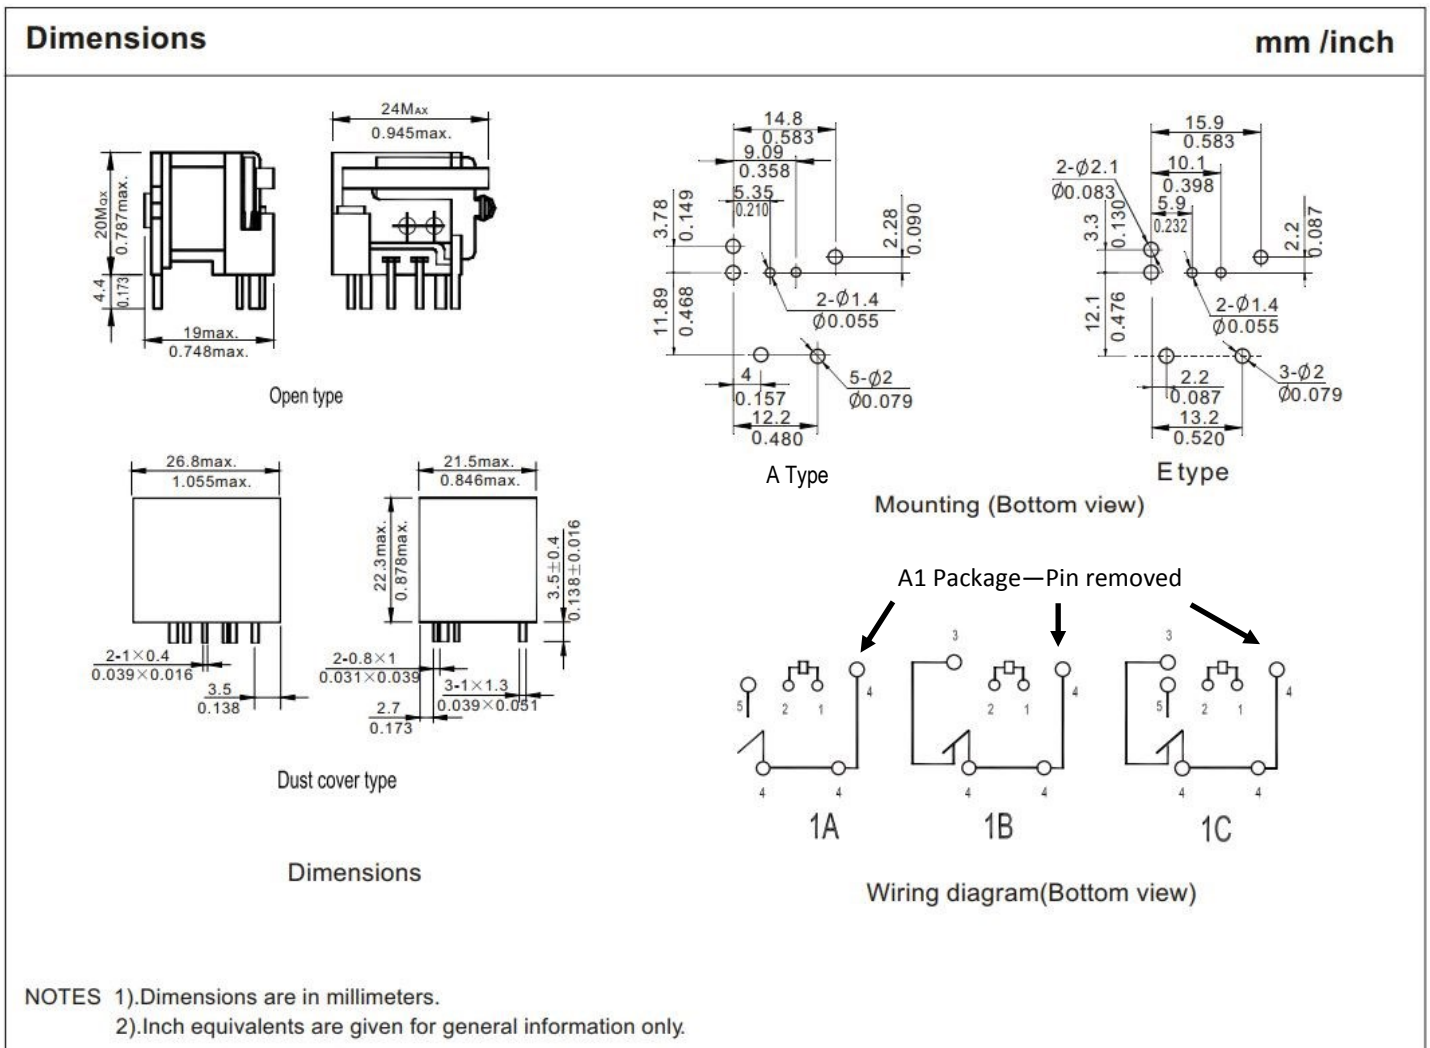 Dimensions
mm /inch
24MAX
0.945max.
20Max
0.787max.
4.4
0.173
19max.
0.748max.
Open type
14.8
0.583
9.09
0.358
5.35
0.210
3.78
0.149
2.28
0.090
11.89
0.468
2-Ø1.4
Ø0.055
4
0.157
5-Ø2
Ø0.079
12.2
0.480
A Type
15.9
0.583
2-Ø2.1
Ø0.083
10.1
0.398
5.9
0.232
3.3
0.130
2.2
0.087
12.1
0.476
2-Ø1.4
Ø0.055
2.2
0.087
3-Ø2
Ø0.079
13.2
0.520
E type
Mounting (Bottom view)
26.8max.
1.055max.
2-1×0.4
0.039×0.016
3.5
0.138
21.5max.
0.846max.
22.3max.
0.878max.
3.5±0.4
0.138±0.016
2-0.8×1
0.031×0.039
3-1×1.3
0.039×0.051
2.7
0.173
Dust cover type
Dimensions
A1 Package—Pin removed
5 2 1 4
4 4
1A
3
2 1 4
4 4
1B
3
5 2 1 4
4 4
1C
Wiring diagram(Bottom view)
NOTES 1).Dimensions are in millimeters.
2).Inch equivalents are given for general information only.